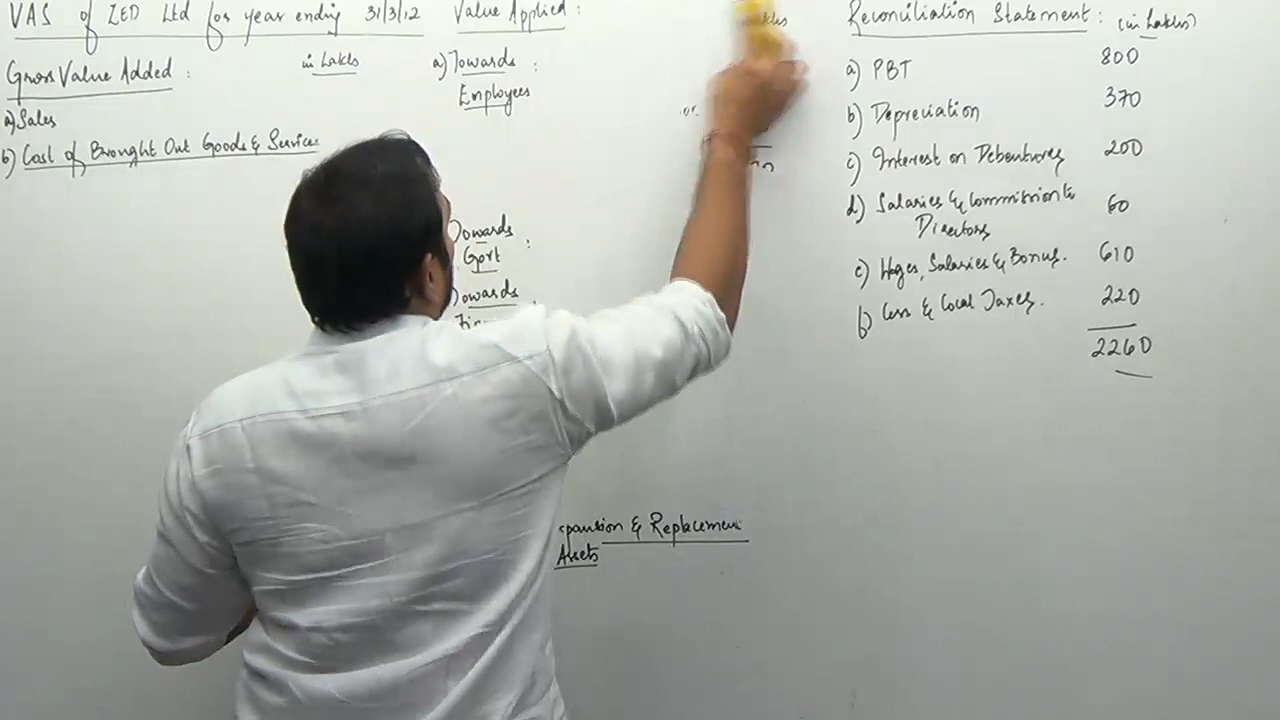 VAS of ZED Ltd for year ending 31/3/12
in Lakhs
Gross Value Added :
a) Sales
b) Cost of Brought Out Goods & Services
Value Applied :
a) Towards :
Employees
Towards :
Govt
Towards
Expansion & Replacement
Assets
Reconciliation Statement : (in Lakhs)
a) PBT 800
b) Depreciation 370
c) Interest on Debentures 200
d) Salaries & Commission to 60
Directors
e) Wages, Salaries & Bonus. 610
f) Cess & Local Taxes. 220
2260